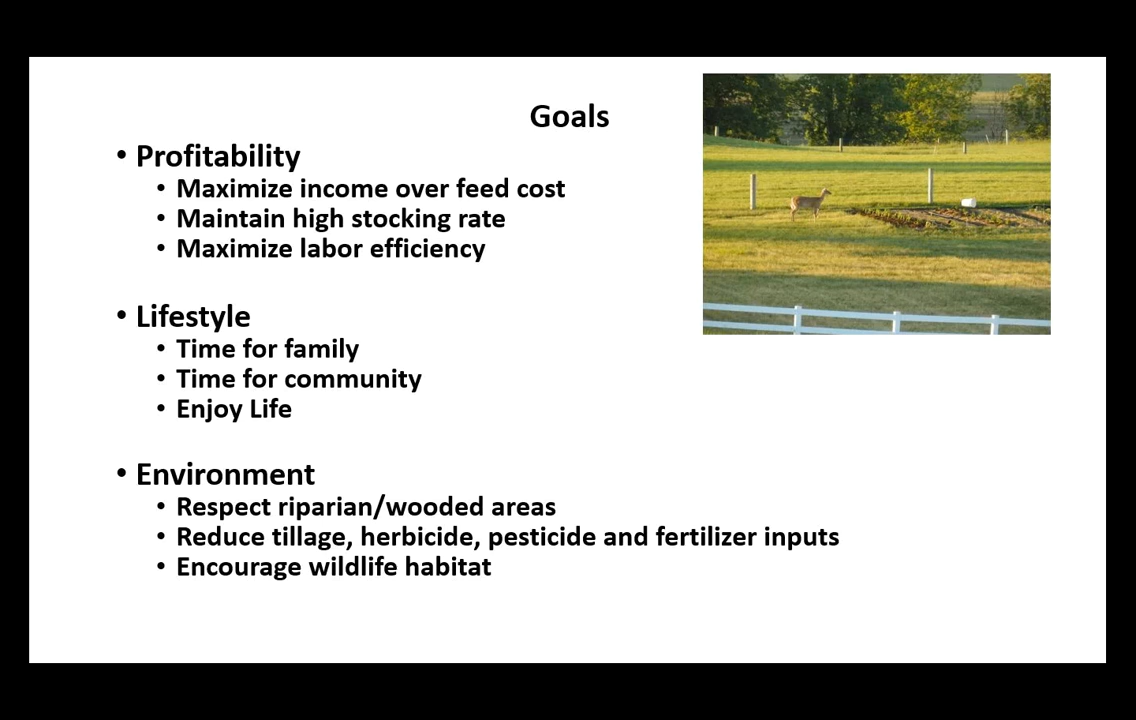 Goals
• Profitability
• Maximize income over feed cost
• Maintain high stocking rate
• Maximize labor efficiency
• Lifestyle
• Time for family
• Time for community
• Enjoy Life
• Environment
• Respect riparian/wooded areas
• Reduce tillage, herbicide, pesticide and fertilizer inputs
• Encourage wildlife habitat